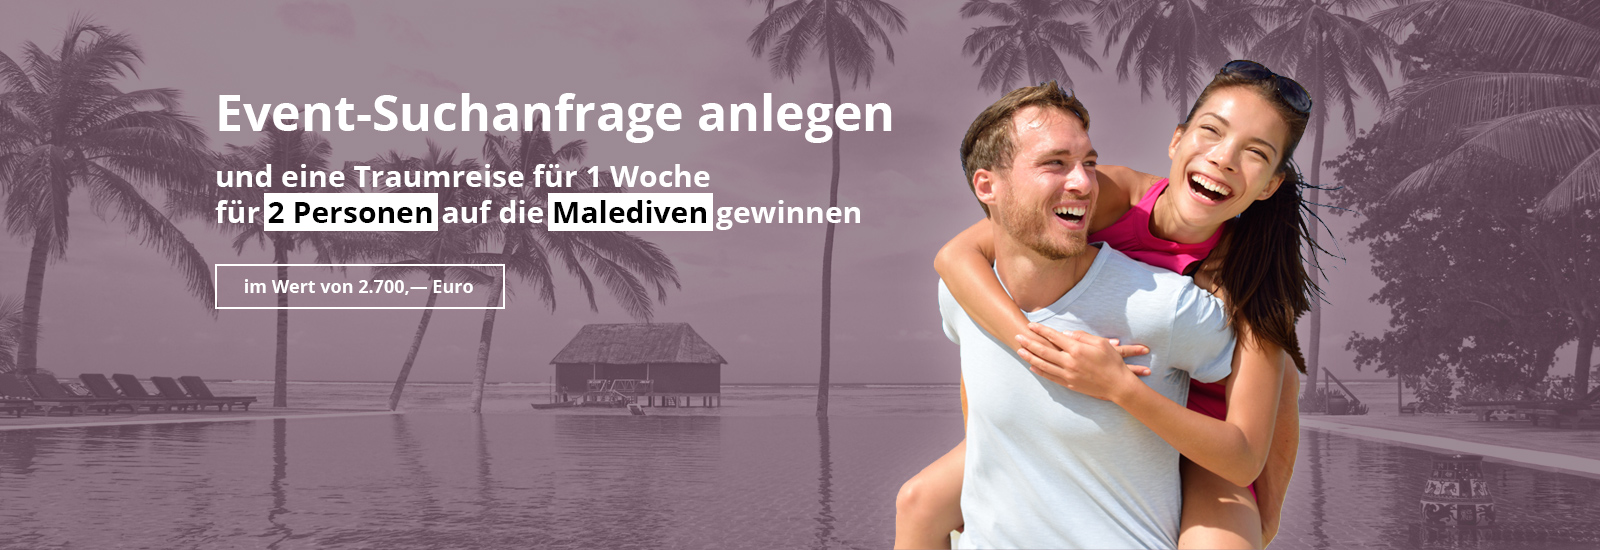 Event-Suchanfrage anlegen
und eine Traumreise für 1 Woche
für 2 Personen auf die Malediven gewinnen
im Wert von 2.700,— Euro